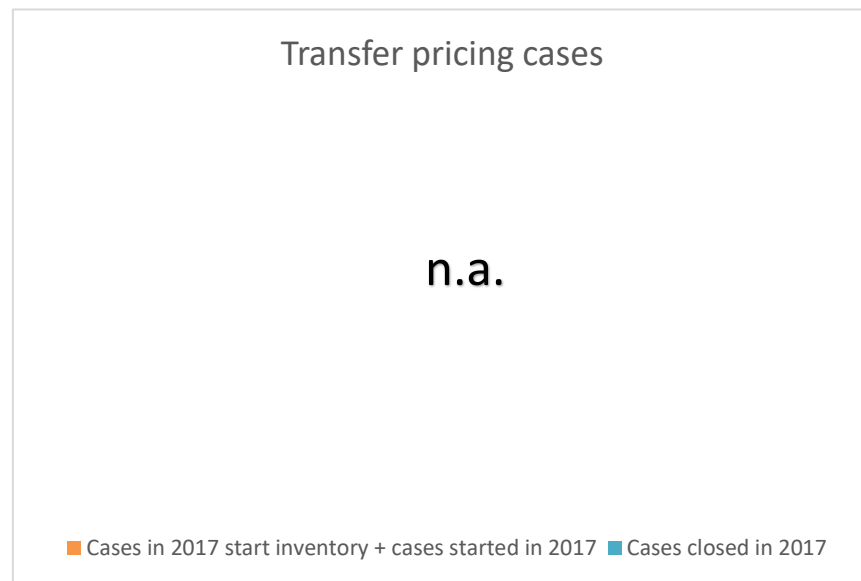 Transfer pricing cases
n.a.
Cases in 2017 start inventory + cases started in 2017 Cases closed in 2017